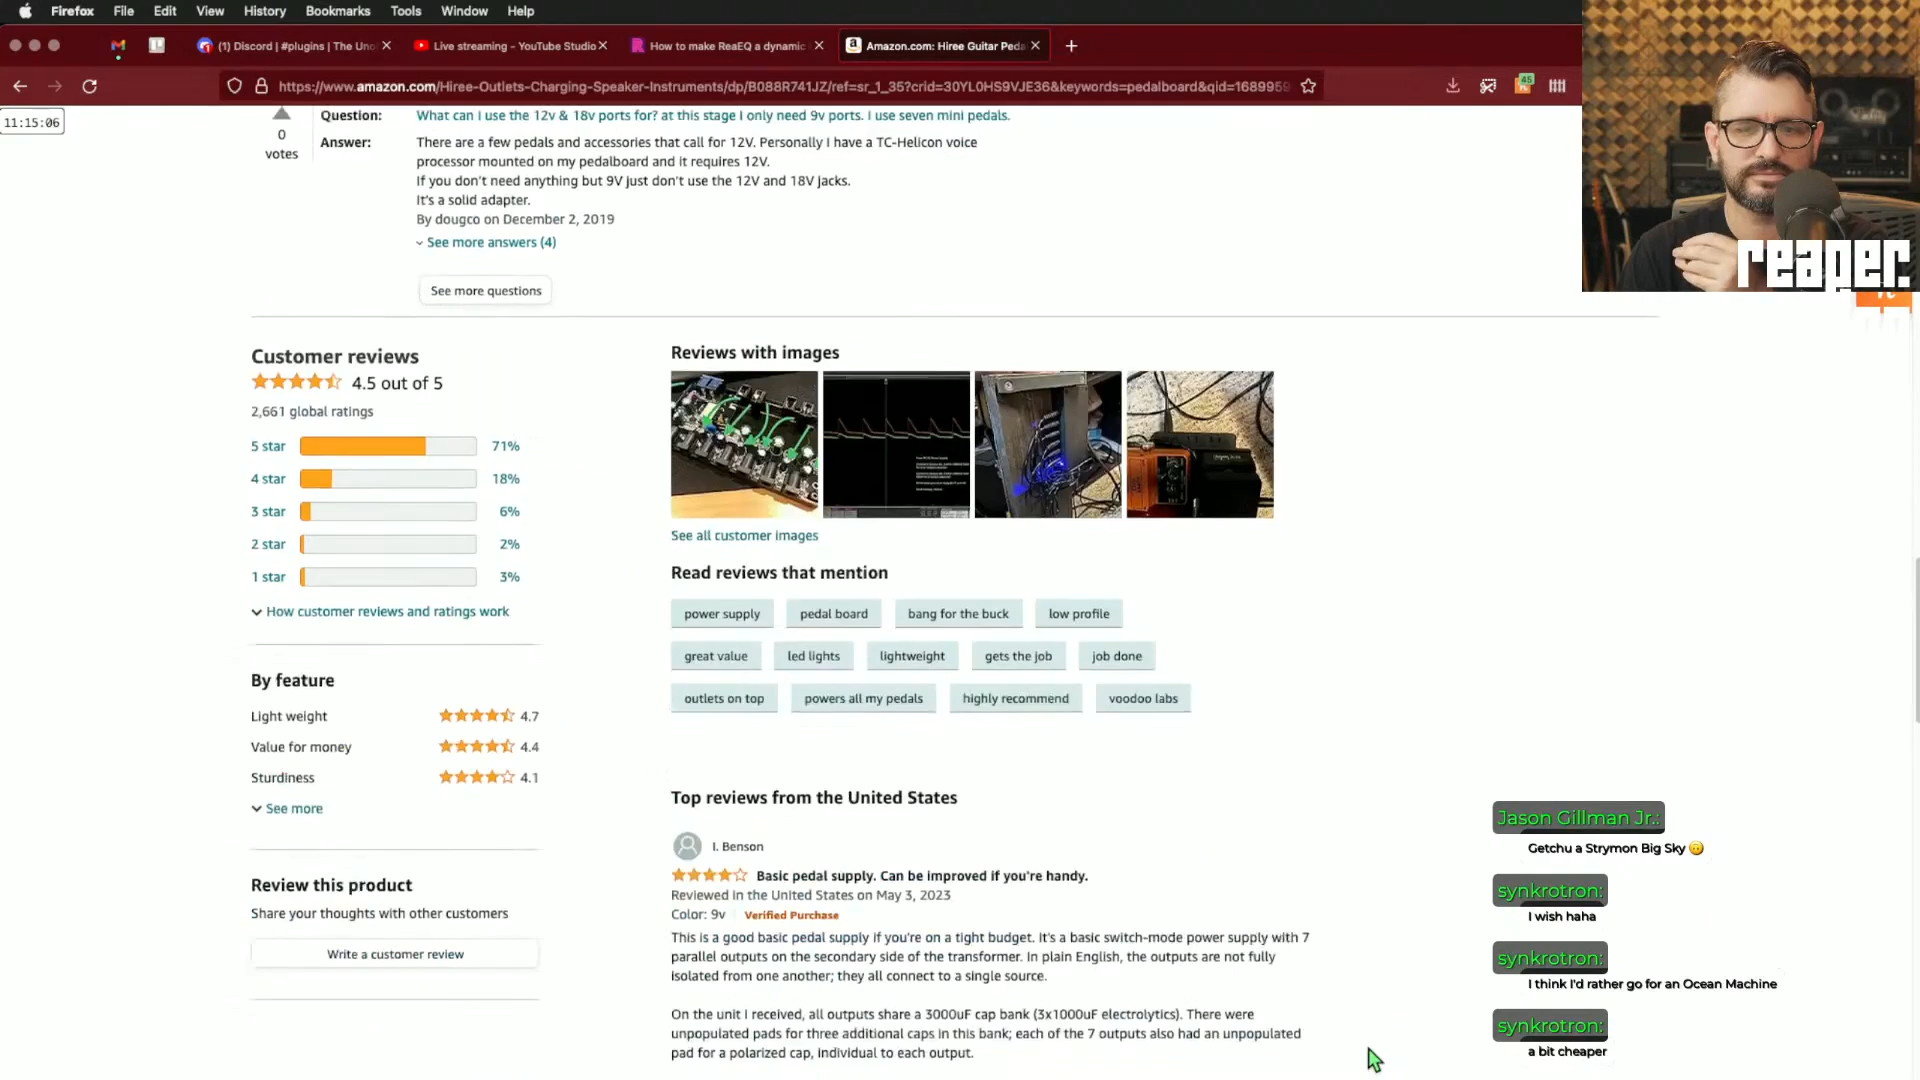 Firefox File Edit View History Bookmarks Tools Window Help
(1) Discord | #plugins | The Uno
Live streaming - YouTube Studio
How to make ReaEQ a dynamic
Amazon.com: Hiree Guitar Peda
https://www.amazon.com/Hiree-Outlets-Charging-Speaker-Instruments/dp/B088R741JZ/ref=sr_1_35?crid=30YL0HS9VJE36&keywords=pedalboard&qid=1689959
45
11:15:06
reaper.
0
votes
Question: What can I use the 12v & 18v ports for? at this stage I only need 9v ports. I use seven mini pedals.
Answer: There are a few pedals and accessories that call for 12V. Personally I have a TC-Helicon voice
processor mounted on my pedalboard and it requires 12V.
If you don't need anything but 9V just don't use the 12V and 18V jacks.
It's a solid adapter.
By dougco on December 2, 2019
See more answers (4)
See more questions
Customer reviews
4.5 out of 5
2,661 global ratings
5 star 71%
4 star 18%
3 star 6%
2 star 2%
1 star 3%
How customer reviews and ratings work
By feature
Light weight 4.7
Value for money 4.4
Sturdiness 4.1
See more
Review this product
Share your thoughts with other customers
Write a customer review
Reviews with images
See all customer images
Read reviews that mention
power supply pedal board bang for the buck low profile
great value led lights lightweight gets the job job done
outlets on top powers all my pedals highly recommend voodoo labs
Top reviews from the United States
I. Benson
Basic pedal supply. Can be improved if you're handy.
Reviewed in the United States on May 3, 2023
Color: 9v Verified Purchase
This is a good basic pedal supply if you're on a tight budget. It's a basic switch-mode power supply with 7
parallel outputs on the secondary side of the transformer. In plain English, the outputs are not fully
isolated from one another; they all connect to a single source.
On the unit I received, all outputs share a 3000uF cap bank (3x1000uF electrolytics). There were
unpopulated pads for three additional caps in this bank; each of the 7 outputs also had an unpopulated
pad for a polarized cap, individual to each output.
Jason Gillman Jr.:
Getchu a Strymon Big Sky 🙃
synkrotron:
I wish haha
synkrotron:
I think I'd rather go for an Ocean Machine
synkrotron:
a bit cheaper